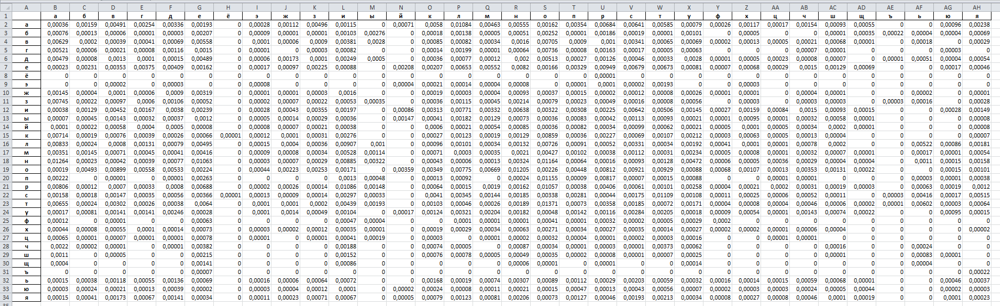 A B C D E F G H I J K L M N O P Q R S T U V W X Y Z AA AB AC AD AE AF AG AH
1 а б в г д е ё э ж з и ы й к л м н о п р с т у ф х ц ч ш щ ъ ь ю я
2 а 0,00036 0,00159 0,00491 0,00254 0,00336 0,00193 0 0,00028 0,00112 0,00496 0,00115 0 0,00071 0,0058 0,01084 0,00463 0,00555 0,00162 0,00354 0,00684 0,00641 0,00585 0,00079 0,00026 0,00117 0,00017 0,00154 0,00093 0,00055 0 0 0,00096 0,00238
3 б 0,00076 0,00013 0,00006 0,00001 0,00003 0,00207 0 0,00009 0,00001 0,00001 0,00103 0,00276 0 0,00018 0,00138 0,00005 0,00051 0,00252 0,00001 0,00186 0,00019 0,00001 0,00101 0 0,00005 0 0 0,00001 0,00035 0,00022 0,00004 0,00004 0,00069
4 в 0,00629 0,0002 0,00039 0,00041 0,00069 0,00558 0 0,0001 0,00006 0,0009 0,00381 0,0028 0 0,00085 0,00082 0,00034 0,0016 0,00705 0,0009 0,001 0,00341 0,00065 0,00069 0,00002 0,00013 0,00005 0,00021 0,00068 0,00001 0 0,00018 0 0,00029
5 г 0,00521 0,00006 0,00021 0,00008 0,00116 0,0015 0 0,00001 0 0,00003 0,00082 0 0 0,00014 0,00199 0,00001 0,00064 0,00736 0,00008 0,00163 0,00017 0,00005 0,00063 0 0 0 0,00007 0,00001 0 0 0 0,00003 0
6 д 0,00479 0,00008 0,0013 0,0001 0,00015 0,00489 0 0,00006 0,00173 0,0001 0,00249 0,0005 0 0,00036 0,00077 0,00012 0,002 0,00513 0,00027 0,00126 0,00046 0,00033 0,0028 0,00001 0,00005 0,00023 0,00008 0,00007 0 0,00001 0,00051 0,00004 0,00054
7 е 0,00023 0,00231 0,00353 0,00375 0,00409 0,00162 0 0,00017 0,00097 0,00225 0,00088 0 0,00208 0,00207 0,00653 0,00552 0,0082 0,00166 0,00329 0,00949 0,00679 0,00673 0,00081 0,00007 0,00068 0,00029 0,0015 0,00129 0,00069 0 0 0,00017 0,00046
8 ё 0 0 0 0 0 0 0 0 0 0 0 0 0 0 0 0 0 0 0 0,00001 0 0 0 0 0 0 0 0 0 0 0 0 0
9 э 0 0 0,00002 0 0,00003 0 0 0,00008 0 0 0 0 0,00004 0,00021 0,00014 0,00004 0,00008 0 0,00001 0,0001 0,00002 0,00193 0 0 0,00003 0 0 0 0 0 0 0 0
10 ж 0,00145 0,00004 0,0001 0,00006 0,0009 0,00319 0 0,00001 0,00001 0,00003 0,0016 0 0 0,00019 0,00003 0,00004 0,00093 0,00037 0,00015 0,00002 0,00012 0,00008 0,00026 0,00001 0,00001 0 0,00004 0,00001 0 0 0,00002 0 0,00001
11 з 0,00745 0,00022 0,00097 0,0006 0,00106 0,00052 0 0,00002 0,00007 0,00022 0,00053 0,00035 0 0,00036 0,00115 0,00045 0,00214 0,00079 0,00023 0,00049 0,00016 0,00008 0,00056 0 0,00003 0 0,00003 0,00003 0 0,00003 0,00016 0 0,00028
12 и 0,00038 0,00129 0,00452 0,00167 0,0038 0,00239 0 0,00028 0,00043 0,00355 0,00197 0 0,00086 0,00313 0,00771 0,00332 0,00638 0,00322 0,00308 0,00225 0,00642 0,00506 0,00145 0,00027 0,00159 0,00084 0,0015 0,00093 0,00015 0 0 0,00028 0,00149
13 ы 0,00007 0,00045 0,00143 0,00032 0,00037 0,0012 0 0,00005 0,00014 0,00029 0,00036 0 0,00147 0,00041 0,00182 0,00129 0,00073 0,00036 0,00083 0,00042 0,00113 0,00093 0,00021 0,00001 0,00095 0,00001 0,00032 0,00058 0,00001 0 0 0 0,00008
14 й 0,0001 0,00022 0,00058 0,0004 0,0005 0,00008 0 0,00008 0,00007 0,00021 0,00038 0 0 0,0006 0,00021 0,00054 0,00085 0,00036 0,00082 0,00034 0,00099 0,00062 0,00021 0,00005 0,0001 0,00005 0,00034 0,0002 0,00001 0 0 0 0,00008
15 к 0,00714 0,00019 0,00076 0,00039 0,00026 0,00066 0,00001 0,00012 0,0001 0,00031 0,00276 0 0 0,00027 0,00123 0,00019 0,00129 0,00859 0,00036 0,00227 0,00069 0,00107 0,00212 0,00003 0,00063 0,00005 0,00013 0,00004 0 0 0 0 0,00007
16 л 0,00833 0,00024 0,0008 0,00131 0,00079 0,00495 0 0,00015 0,0004 0,00036 0,00907 0,001 0 0,00096 0,00101 0,00034 0,00132 0,00726 0,00091 0,00052 0,00331 0,00034 0,00192 0,00041 0,0001 0,00001 0,00078 0,0002 0 0 0,00522 0,00086 0,00181
17 м 0,00351 0,00145 0,00071 0,00045 0,00041 0,00416 0 0,00009 0,00008 0,00034 0,00528 0,00114 0 0,00071 0,0003 0,00035 0,0021 0,00427 0,00102 0,00038 0,00112 0,00031 0,00234 0,00005 0,00008 0,00001 0,00032 0,00007 0,00001 0 0,00017 0,00001 0,00054
18 н 0,01264 0,00023 0,00042 0,00039 0,00077 0,01063 0 0,00003 0,00007 0,00029 0,00885 0,00322 0 0,00043 0,00006 0,00013 0,00324 0,01164 0,00064 0,00016 0,00093 0,00128 0,00472 0,00006 0,00005 0,00036 0,00029 0,00004 0,00004 0 0,0011 0,00015 0,00158
19 о 0,00019 0,00493 0,00899 0,00558 0,00533 0,00224 0 0,00044 0,00223 0,00253 0,00171 0 0,00359 0,00349 0,00775 0,00669 0,01205 0,00226 0,00448 0,00812 0,00921 0,00929 0,00088 0,00068 0,00107 0,00013 0,00353 0,00131 0,00022 0 0 0,00015 0,00101
20 п 0,00222 0 0,00001 0 0,00001 0,00263 0 0 0 0 0,0013 0,00048 0 0,00013 0,00092 0 0,00024 0,01155 0,00009 0,00817 0,00007 0,00015 0,00088 0 0 0,00001 0,00001 0 0 0 0,00003 0,00001 0,00038
21 р 0,00806 0,00012 0,0007 0,00033 0,0008 0,00688 0 0,00002 0,00026 0,00014 0,01086 0,00148 0 0,00064 0,00015 0,0019 0,00162 0,01057 0,00038 0,00406 0,00061 0,00101 0,00258 0,00004 0,00021 0,0002 0,00031 0,00019 0,00003 0 0,00063 0,00019 0,0012
22 с 0,00158 0,00018 0,00147 0,00035 0,00056 0,00366 0,00001 0,00013 0,00009 0,00014 0,00297 0,00033 0 0,0041 0,00345 0,00144 0,00185 0,00338 0,00281 0,00044 0,00175 0,01109 0,00108 0,00011 0,00025 0,00006 0,00052 0,00011 0 0,00003 0,00416 0,00017 0,00515
23 т 0,00655 0,00024 0,00302 0,00026 0,00038 0,0064 0 0,0001 0,0001 0,0002 0,00439 0,00193 0 0,00103 0,00046 0,00026 0,00189 0,01371 0,00073 0,00358 0,00185 0,00072 0,00171 0,00004 0,00008 0,00004 0,00046 0,00006 0,00002 0,00001 0,00602 0,00003 0,00064
24 у 0,00017 0,00081 0,00141 0,00141 0,00246 0,00028 0 0,0001 0,0014 0,00049 0,00104 0 0,00017 0,00124 0,00321 0,00204 0,00182 0,00048 0,00142 0,00116 0,00284 0,00205 0,00018 0,00009 0,00054 0,00001 0,00143 0,00074 0,00022 0 0 0,00095 0,00015
25 ф 0,00012 0 0,00001 0 0 0,00063 0 0 0 0 0,00047 0,00004 0 0 0,0001 0,00001 0,00001 0,00041 0,00001 0,00032 0,00002 0,00005 0,00029 0,0002 0 0 0 0 0 0 0 0 0
26 х 0,00044 0,00008 0,00055 0,0001 0,00014 0,00073 0 0,00003 0,00002 0,00012 0,00035 0,00001 0 0,00019 0,00029 0,00034 0,00063 0,00271 0,00034 0,00027 0,00035 0,00014 0,00027 0,00002 0,00002 0,00001 0,00006 0,00004 0 0 0 0 0,00002
27 ц 0,00065 0,00001 0,00007 0,00001 0,00001 0,00078 0 0,00001 0 0,00001 0,00041 0,00019 0 0,00003 0 0,00001 0,00002 0,00032 0,00004 0,00001 0,00002 0,00003 0,00016 0 0 0,00001 0,00001 0 0 0 0 0 0
28 ч 0,0022 0,00002 0,00001 0 0,00001 0,00382 0 0 0 0 0,00188 0 0 0,00074 0,00005 0 0,00087 0,00034 0,00001 0,00003 0,00001 0,00373 0,00062 0 0 0 0 0,00016 0 0 0,00024 0 0
29 ш 0,0011 0 0,00005 0 0 0,00215 0 0 0 0 0,00152 0 0 0,00076 0,00078 0,00005 0,00049 0,00035 0,00002 0,00008 0,00001 0,00007 0,00025 0 0 0 0 0,00001 0 0 0,00083 0,00001 0
30 щ 0,0004 0 0 0 0 0,00141 0 0 0 0 0,00086 0 0 0 0 0 0,00006 0,00001 0 0,00001 0 0 0,00014 0 0 0 0 0 0 0 0,00004 0 0
31 ъ 0 0 0 0 0 0,00007 0 0 0 0 0 0 0 0 0 0 0 0 0 0 0 0 0 0 0 0 0 0 0 0 0 0 0,00022
32 ь 0,00015 0,00038 0,00118 0,00055 0,00136 0,00069 0 0,00016 0,00006 0,00064 0,00072 0 0 0,00168 0,00019 0,00074 0,00307 0,00089 0,00112 0,00029 0,00203 0,00059 0,00032 0,00016 0,00014 0,00015 0,00059 0,00068 0,00001 0 0 0,00046 0,00037
33 ю 0,00003 0,00024 0,00021 0,00013 0,00039 0,00002 0 0,00003 0,00004 0,00012 0,0001 0 0,00002 0,00024 0,00008 0,00011 0,00021 0,00015 0,00047 0,00013 0,00043 0,00056 0,00007 0,00002 0,00003 0,00003 0,00024 0,00005 0,00044 0 0 0,00002 0,00003
34 я 0,00015 0,00041 0,00173 0,00067 0,00141 0,00034 0 0,00011 0,00023 0,00071 0,00067 0 0,00005 0,00079 0,00123 0,00081 0,00206 0,00073 0,00127 0,00046 0,00193 0,00213 0,00034 0,00008 0,00027 0,00008 0,00046 0,0001 0,00019 0 0 0,0001 0,00023